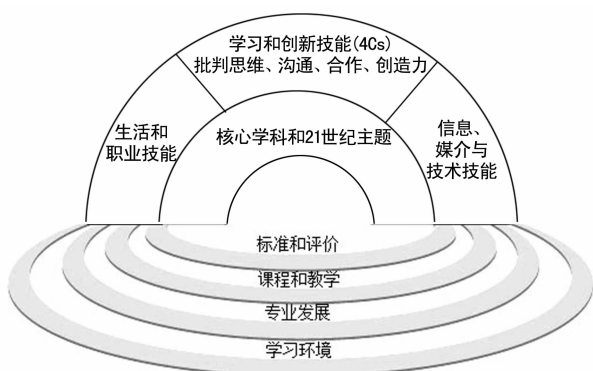 学习和创新技能(4Cs)
批判思维、沟通、合作、创造力
生活和
职业技能
核心学科和21世纪主题
信息、
媒介与
技术技能
标准和评价
课程和教学
专业发展
学习环境